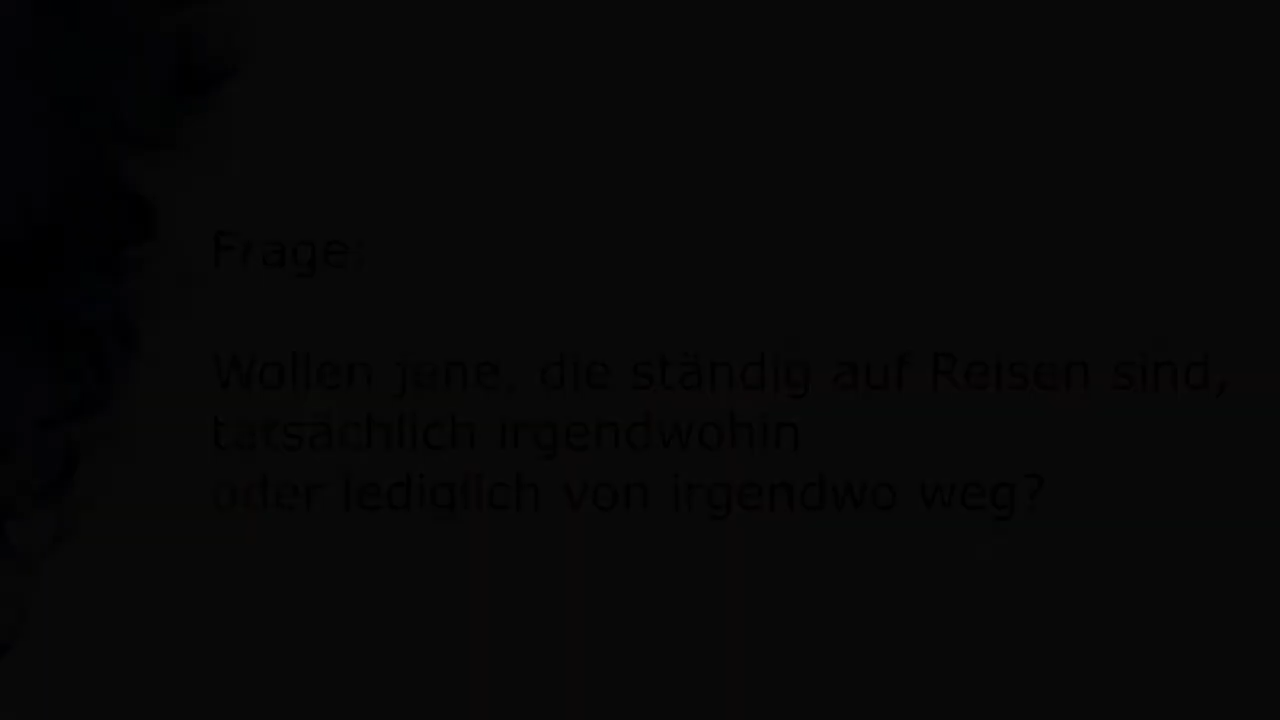 Frage:
Wollen jene, die ständig auf Reisen sind,
tatsächlich irgendwohin
oder lediglich von irgendwo weg?